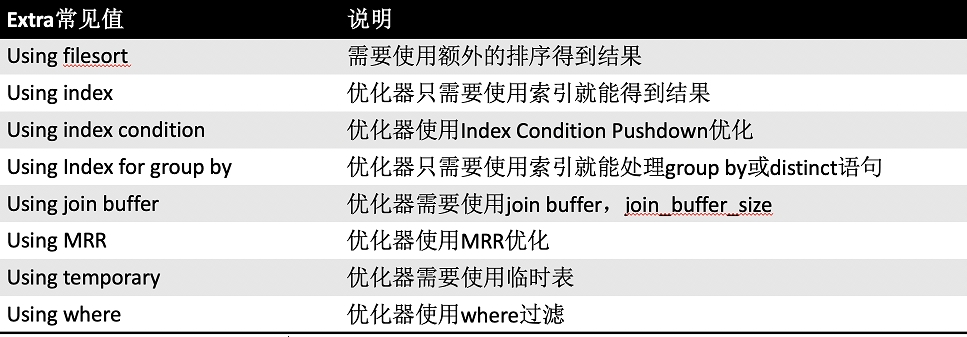 Extra常见值 说明
Using filesort 需要使用额外的排序得到结果
Using index 优化器只需要使用索引就能得到结果
Using index condition 优化器使用Index Condition Pushdown优化
Using Index for group by 优化器只需要使用索引就能处理group by或distinct语句
Using join buffer 优化器需要使用join buffer，join_buffer_size
Using MRR 优化器使用MRR优化
Using temporary 优化器需要使用临时表
Using where 优化器使用where过滤